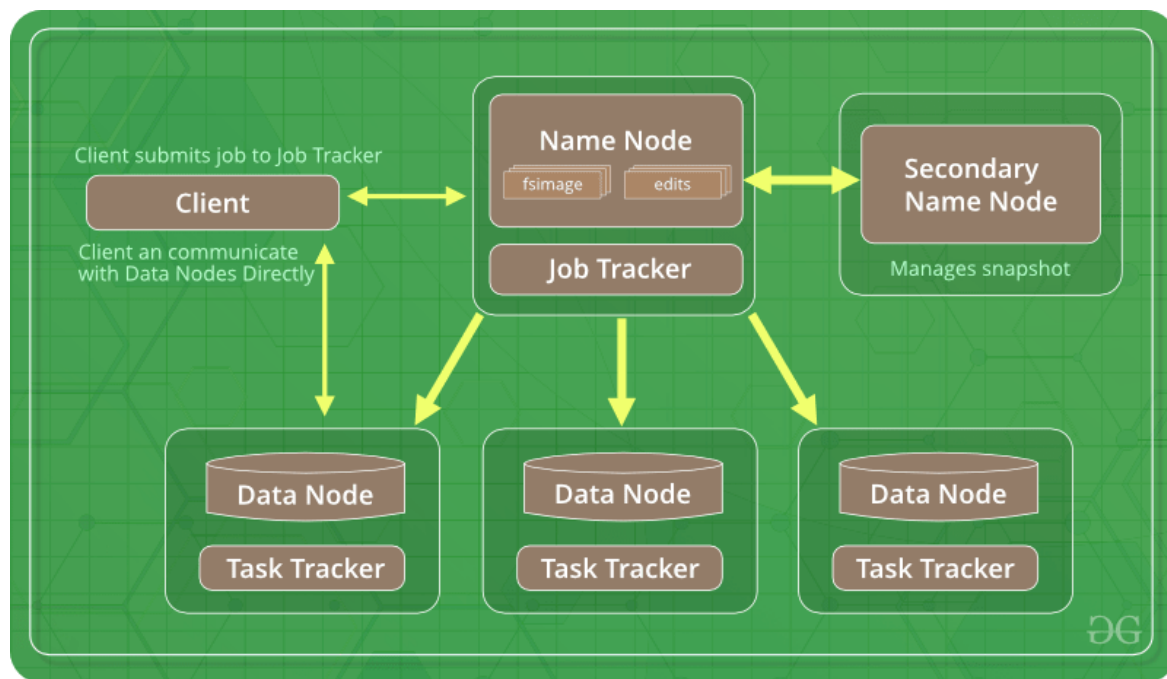 Client submits job to Job Tracker
Client
Client an communicate
with Data Nodes Directly
Name Node
fsimage
edits
Job Tracker
Secondary
Name Node
Manages snapshot
Data Node
Task Tracker
Data Node
Task Tracker
Data Node
Task Tracker